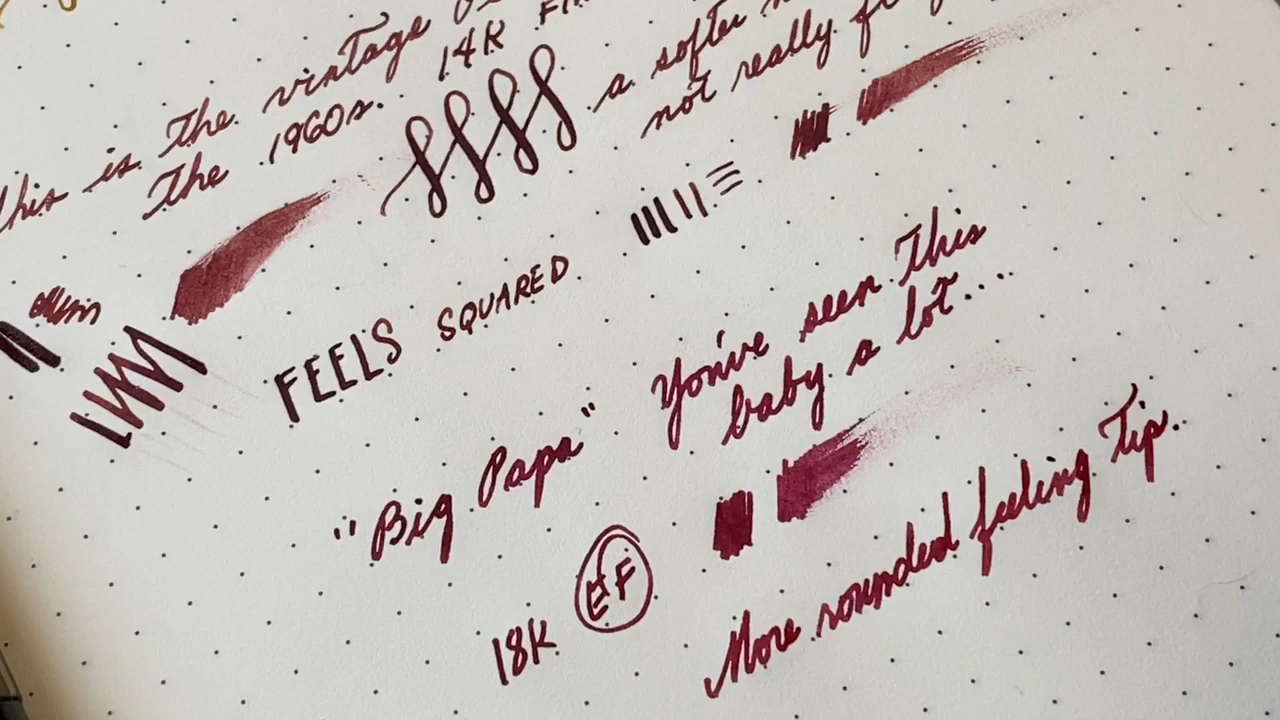 This is the vintage
the 1960s. 14K
a softer
not really
FEELS SQUARED
"Big Papa" You've seen this
baby a lot...
18K EF
More rounded feeling tip.